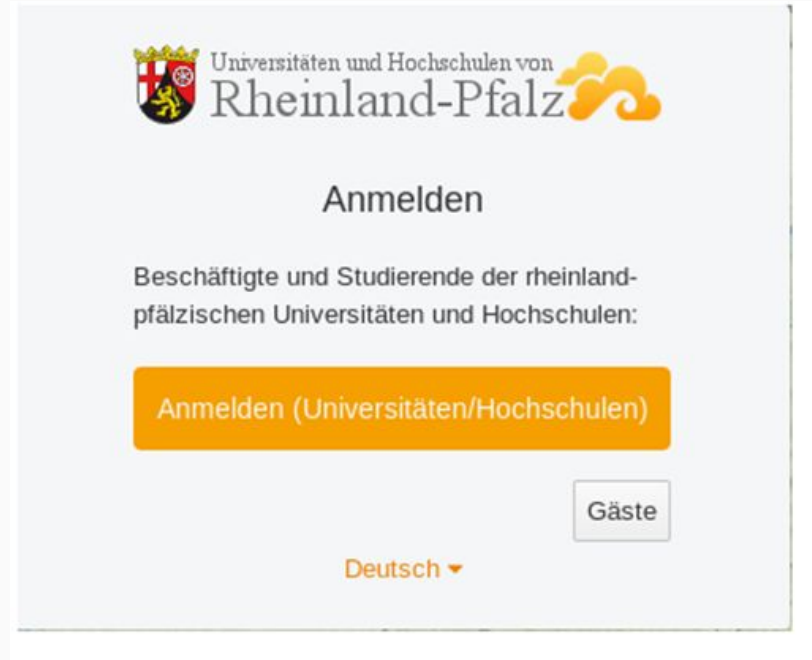 Universitäten und Hochschulen von
Rheinland-Pfalz
Anmelden
Beschäftigte und Studierende der rheinland-
pfälzischen Universitäten und Hochschulen:
Anmelden (Universitäten/Hochschulen)
Gäste
Deutsch